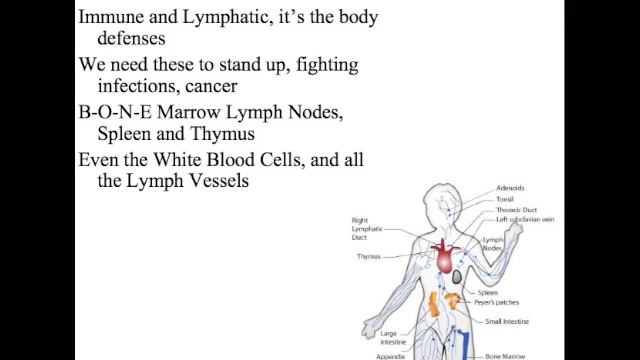 Immune and Lymphatic, it's the body
defenses
We need these to stand up, fighting
infections, cancer
B-O-N-E Marrow Lymph Nodes,
Spleen and Thymus
Even the White Blood Cells, and all
the Lymph Vessels
Adenoids
Tonsil
Thoracic Duct
Left subclavian vein
Right
Lymphatic
Duct
Lymph
Nodes
Thymus
Spleen
Peyer's patches
Small Intestine
Large
Intestine
Appendix
Bone Marrow